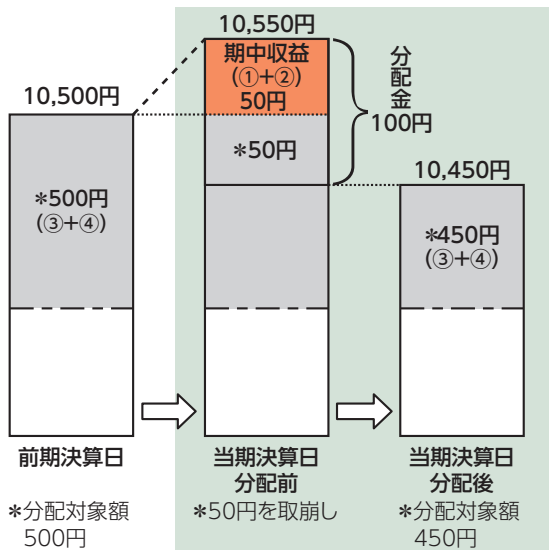 10,500円
*500円
(③+④)
前期決算日
*分配対象額
500円
10,550円
期中収益
(①+②)
50円
*50円
分配金
100円
当期決算日
分配前
*50円を取崩し
10,450円
*450円
(③+④)
当期決算日
分配後
*分配対象額
450円